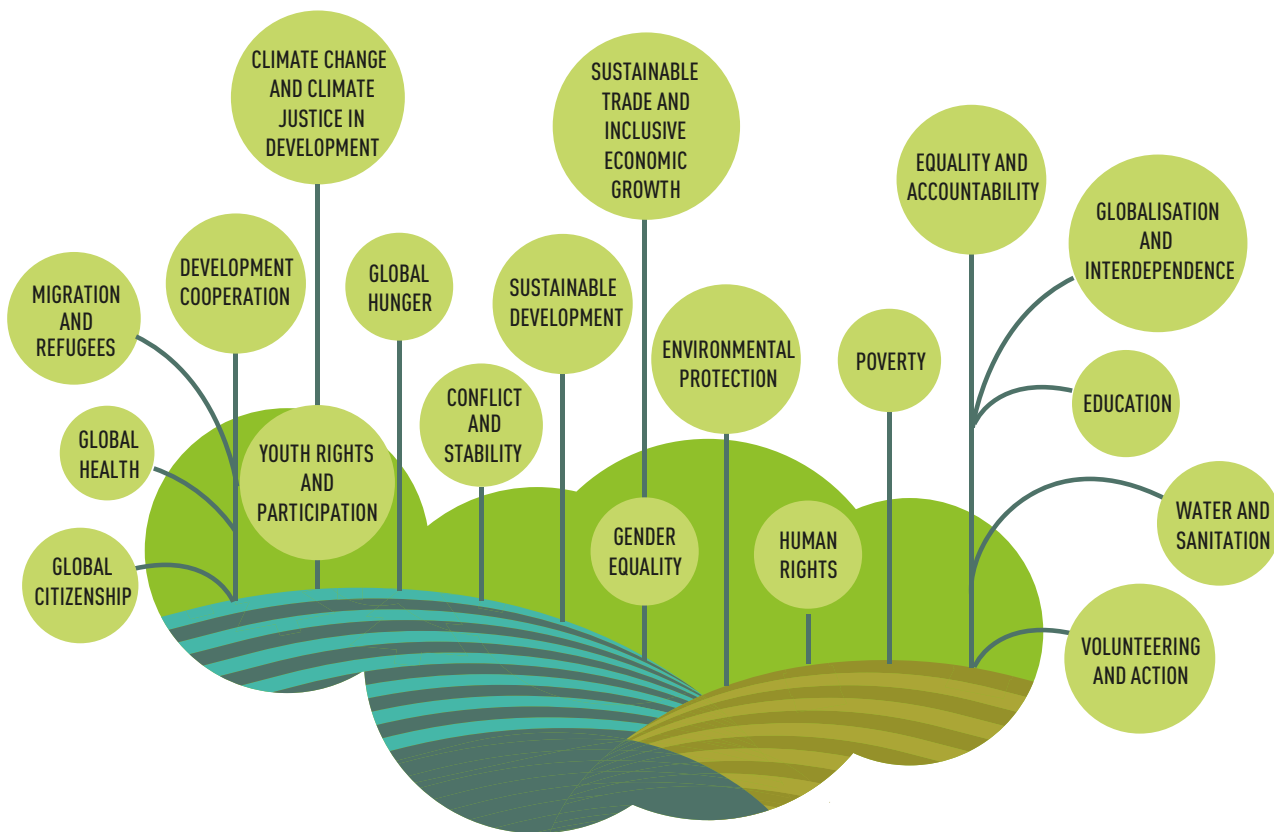 CLIMATE CHANGE
AND CLIMATE
JUSTICE IN
DEVELOPMENT
SUSTAINABLE
TRADE AND
INCLUSIVE
ECONOMIC
GROWTH
EQUALITY AND
ACCOUNTABILITY
GLOBALISATION
AND
INTERDEPENDENCE
DEVELOPMENT
COOPERATION
GLOBAL
HUNGER
SUSTAINABLE
DEVELOPMENT
MIGRATION
AND
REFUGEES
ENVIRONMENTAL
PROTECTION
POVERTY
EDUCATION
CONFLICT
AND
STABILITY
GLOBAL
HEALTH
YOUTH RIGHTS
AND
PARTICIPATION
WATER AND
SANITATION
GENDER
EQUALITY
HUMAN
RIGHTS
GLOBAL
CITIZENSHIP
VOLUNTEERING
AND ACTION